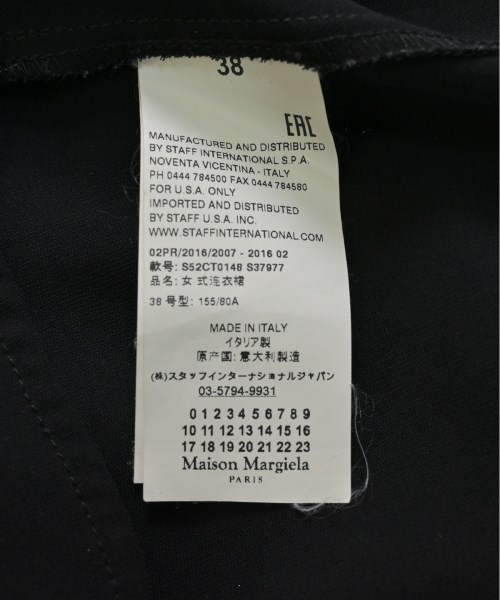 38
EAC
MANUFACTURED AND DISTRIBUTED
BY STAFF INTERNATIONAL S.P.A.
NOVENTA VICENTINA - ITALY
PH 0444 784500 FAX 0444 784580
FOR U.S.A. ONLY
IMPORTED AND DISTRIBUTED
BY STAFF U.S.A. INC.
WWW.STAFFINTERNATIONAL.COM
02PR/2016/2007 - 2016 02
款号: S52CT0148 S37977
品名: 女 式连衣裙
38 号型: 155/80A
MADE IN ITALY
イタリア製
原产国: 意大利製造
(株)スタッフインターナショナルジャパン
03-5794-9931
0 1 2 3 4 5 6 7 8 9
10 11 12 13 14 15 16
17 18 19 20 21 22 23
Maison Margiela
PARIS